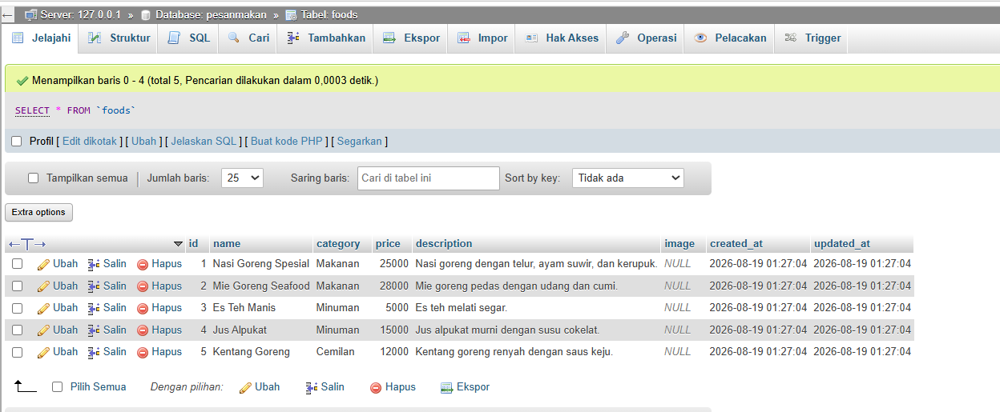 Server: 127.0.0.1 » Database: pesanmakan » Tabel: foods
Jelajahi Struktur SQL Cari Tambahkan Ekspor Impor Hak Akses Operasi Pelacakan Trigger
Menampilkan baris 0 - 4 (total 5, Pencarian dilakukan dalam 0,0003 detik.)
SELECT * FROM `foods`
Profil [ Edit dikotak ] [ Ubah ] [ Jelaskan SQL ] [ Buat kode PHP ] [ Segarkan ]
Tampilkan semua Jumlah baris: 25 Saring baris: Cari di tabel ini Sort by key: Tidak ada
Extra options
←T→ id name category price description image created_at updated_at
Ubah Salin Hapus 1 Nasi Goreng Spesial Makanan 25000 Nasi goreng dengan telur, ayam suwir, dan kerupuk. NULL 2026-08-19 01:27:04 2026-08-19 01:27:04
Ubah Salin Hapus 2 Mie Goreng Seafood Makanan 28000 Mie goreng pedas dengan udang dan cumi. NULL 2026-08-19 01:27:04 2026-08-19 01:27:04
Ubah Salin Hapus 3 Es Teh Manis Minuman 5000 Es teh melati segar. NULL 2026-08-19 01:27:04 2026-08-19 01:27:04
Ubah Salin Hapus 4 Jus Alpukat Minuman 15000 Jus alpukat murni dengan susu cokelat. NULL 2026-08-19 01:27:04 2026-08-19 01:27:04
Ubah Salin Hapus 5 Kentang Goreng Cemilan 12000 Kentang goreng renyah dengan saus keju. NULL 2026-08-19 01:27:04 2026-08-19 01:27:04
Pilih Semua Dengan pilihan: Ubah Salin Hapus Ekspor